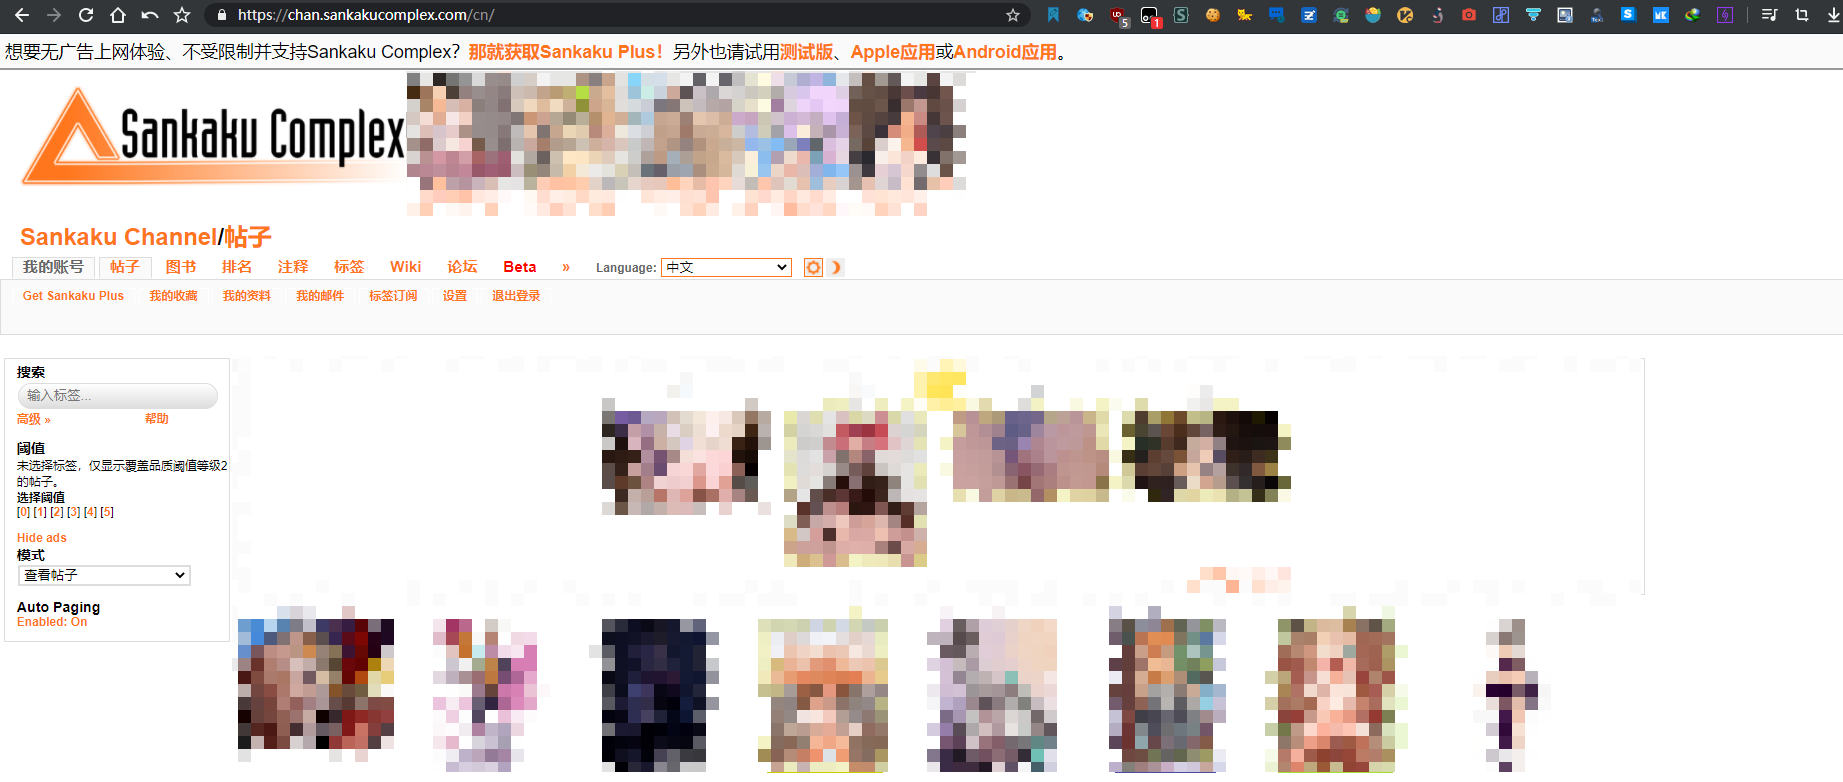 https://chan.sankakucomplex.com/cn/
5
1
想要无广告上网体验、不受限制并支持Sankaku Complex？那就获取Sankaku Plus！另外也请试用测试版、Apple应用或Android应用。
Sankaku Complex
Sankaku Channel/帖子
我的账号 帖子 图书 排名 注释 标签 Wiki 论坛 Beta » Language: 中文
Get Sankaku Plus 我的收藏 我的资料 我的邮件 标签订阅 设置 退出登录
搜索
输入标签...
高级 » 帮助
阈值
未选择标签，仅显示覆盖品质阈值等级2
的帖子。
选择阈值
[0] [1] [2] [3] [4] [5]
Hide ads
模式
查看帖子
Auto Paging
Enabled: On